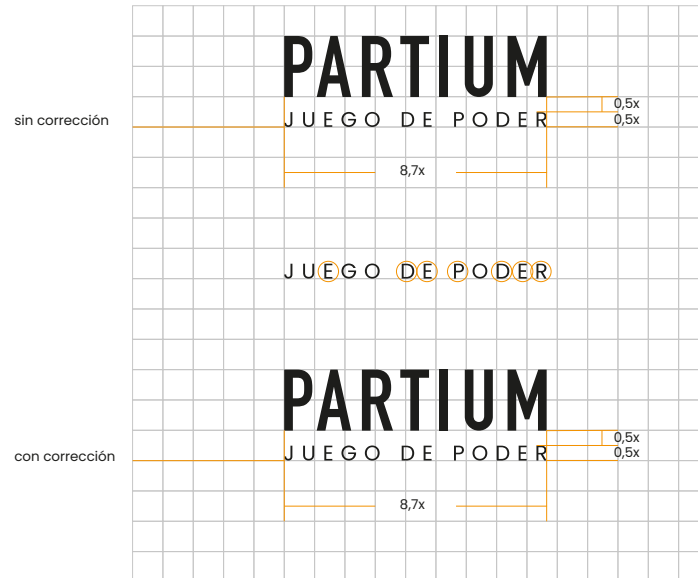 PARTIUM
0,5x
sin corrección
JUEGO DE PODER
0,5x
8,7x
JUEGO DE PODER
PARTIUM
0,5x
con corrección
JUEGO DE PODER
0,5x
8,7x